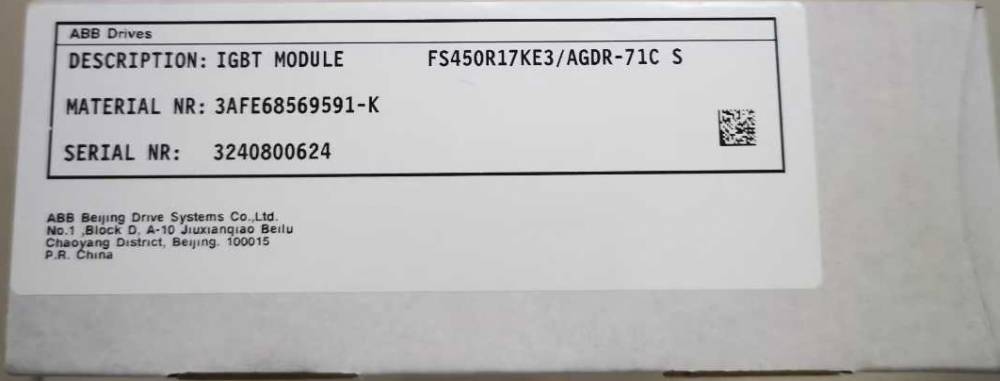 ABB Drives
DESCRIPTION: IGBT MODULE FS450R17KE3/AGDR-71C S
MATERIAL NR: 3AFE68569591-K
SERIAL NR: 3240800624
ABB Beijing Drive Systems Co.,Ltd.
No.1 ,Block D, A-10 Jiuxianqiao Beilu
Chaoyang District, Beijing. 100015
P.R. China